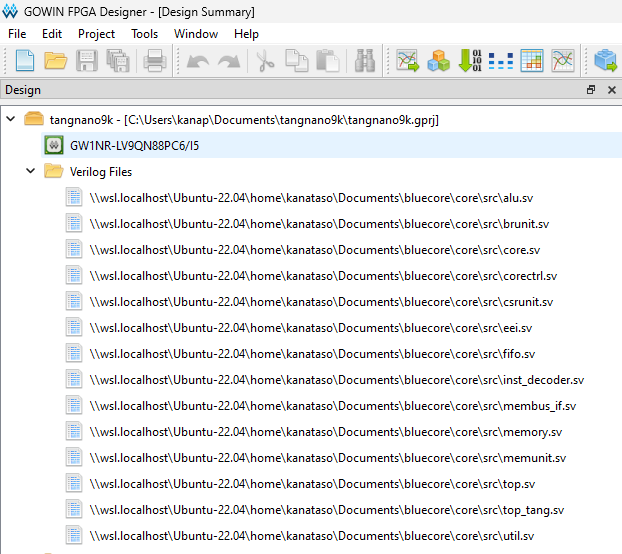 GOWIN FPGA Designer - [Design Summary]
File Edit Project Tools Window Help
Design
tangnano9k - [C:\Users\kanap\Documents\tangnano9k\tangnano9k.gprj]
GW1NR-LV9QN88PC6/I5
Verilog Files
\\wsl.localhost\Ubuntu-22.04\home\kanataso\Documents\bluecore\core\src\alu.sv
\\wsl.localhost\Ubuntu-22.04\home\kanataso\Documents\bluecore\core\src\brunit.sv
\\wsl.localhost\Ubuntu-22.04\home\kanataso\Documents\bluecore\core\src\core.sv
\\wsl.localhost\Ubuntu-22.04\home\kanataso\Documents\bluecore\core\src\corectrl.sv
\\wsl.localhost\Ubuntu-22.04\home\kanataso\Documents\bluecore\core\src\csrunit.sv
\\wsl.localhost\Ubuntu-22.04\home\kanataso\Documents\bluecore\core\src\eei.sv
\\wsl.localhost\Ubuntu-22.04\home\kanataso\Documents\bluecore\core\src\fifo.sv
\\wsl.localhost\Ubuntu-22.04\home\kanataso\Documents\bluecore\core\src\inst_decoder.sv
\\wsl.localhost\Ubuntu-22.04\home\kanataso\Documents\bluecore\core\src\membus_if.sv
\\wsl.localhost\Ubuntu-22.04\home\kanataso\Documents\bluecore\core\src\memory.sv
\\wsl.localhost\Ubuntu-22.04\home\kanataso\Documents\bluecore\core\src\memunit.sv
\\wsl.localhost\Ubuntu-22.04\home\kanataso\Documents\bluecore\core\src\top.sv
\\wsl.localhost\Ubuntu-22.04\home\kanataso\Documents\bluecore\core\src\top_tang.sv
\\wsl.localhost\Ubuntu-22.04\home\kanataso\Documents\bluecore\core\src\util.sv